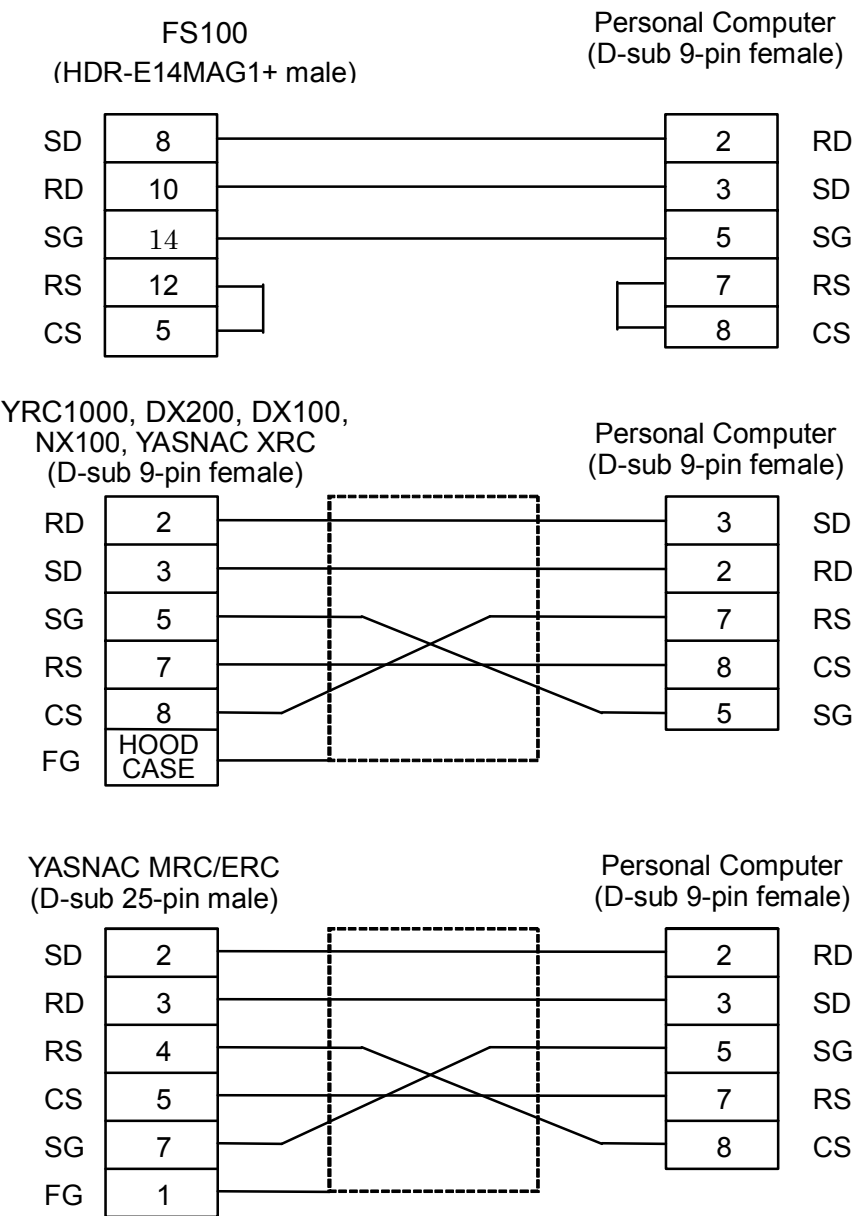 FS100
(HDR-E14MAG1+ male)
Personal Computer
(D-sub 9-pin female)
SD 8 2 RD
RD 10 3 SD
SG 14 5 SG
RS 12 7 RS
CS 5 8 CS
YRC1000, DX200, DX100,
NX100, YASNAC XRC
(D-sub 9-pin female)
Personal Computer
(D-sub 9-pin female)
RD 2 3 SD
SD 3 2 RD
SG 5 7 RS
RS 7 8 CS
CS 8 5 SG
FG HOOD
CASE
YASNAC MRC/ERC
(D-sub 25-pin male)
Personal Computer
(D-sub 9-pin female)
SD 2 2 RD
RD 3 3 SD
RS 4 5 SG
CS 5 7 RS
SG 7 8 CS
FG 1